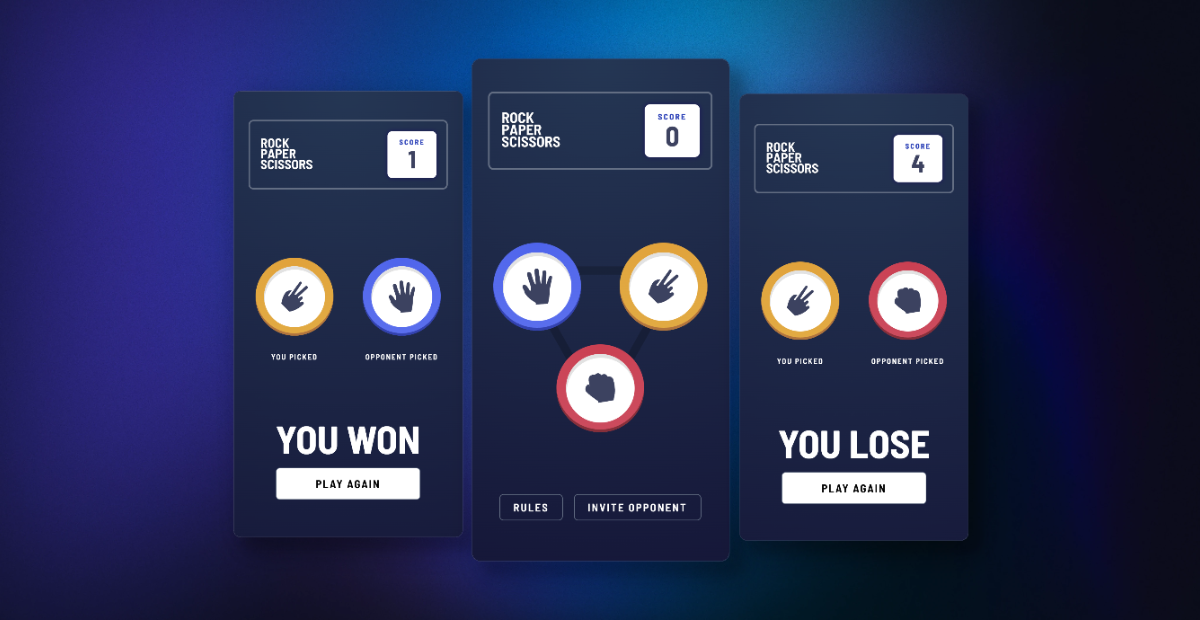 ROCK
PAPER
SCISSORS
SCORE
1
YOU PICKED
OPPONENT PICKED
YOU WON
PLAY AGAIN
ROCK
PAPER
SCISSORS
SCORE
0
RULES
INVITE OPPONENT
ROCK
PAPER
SCISSORS
SCORE
4
YOU PICKED
OPPONENT PICKED
YOU LOSE
PLAY AGAIN